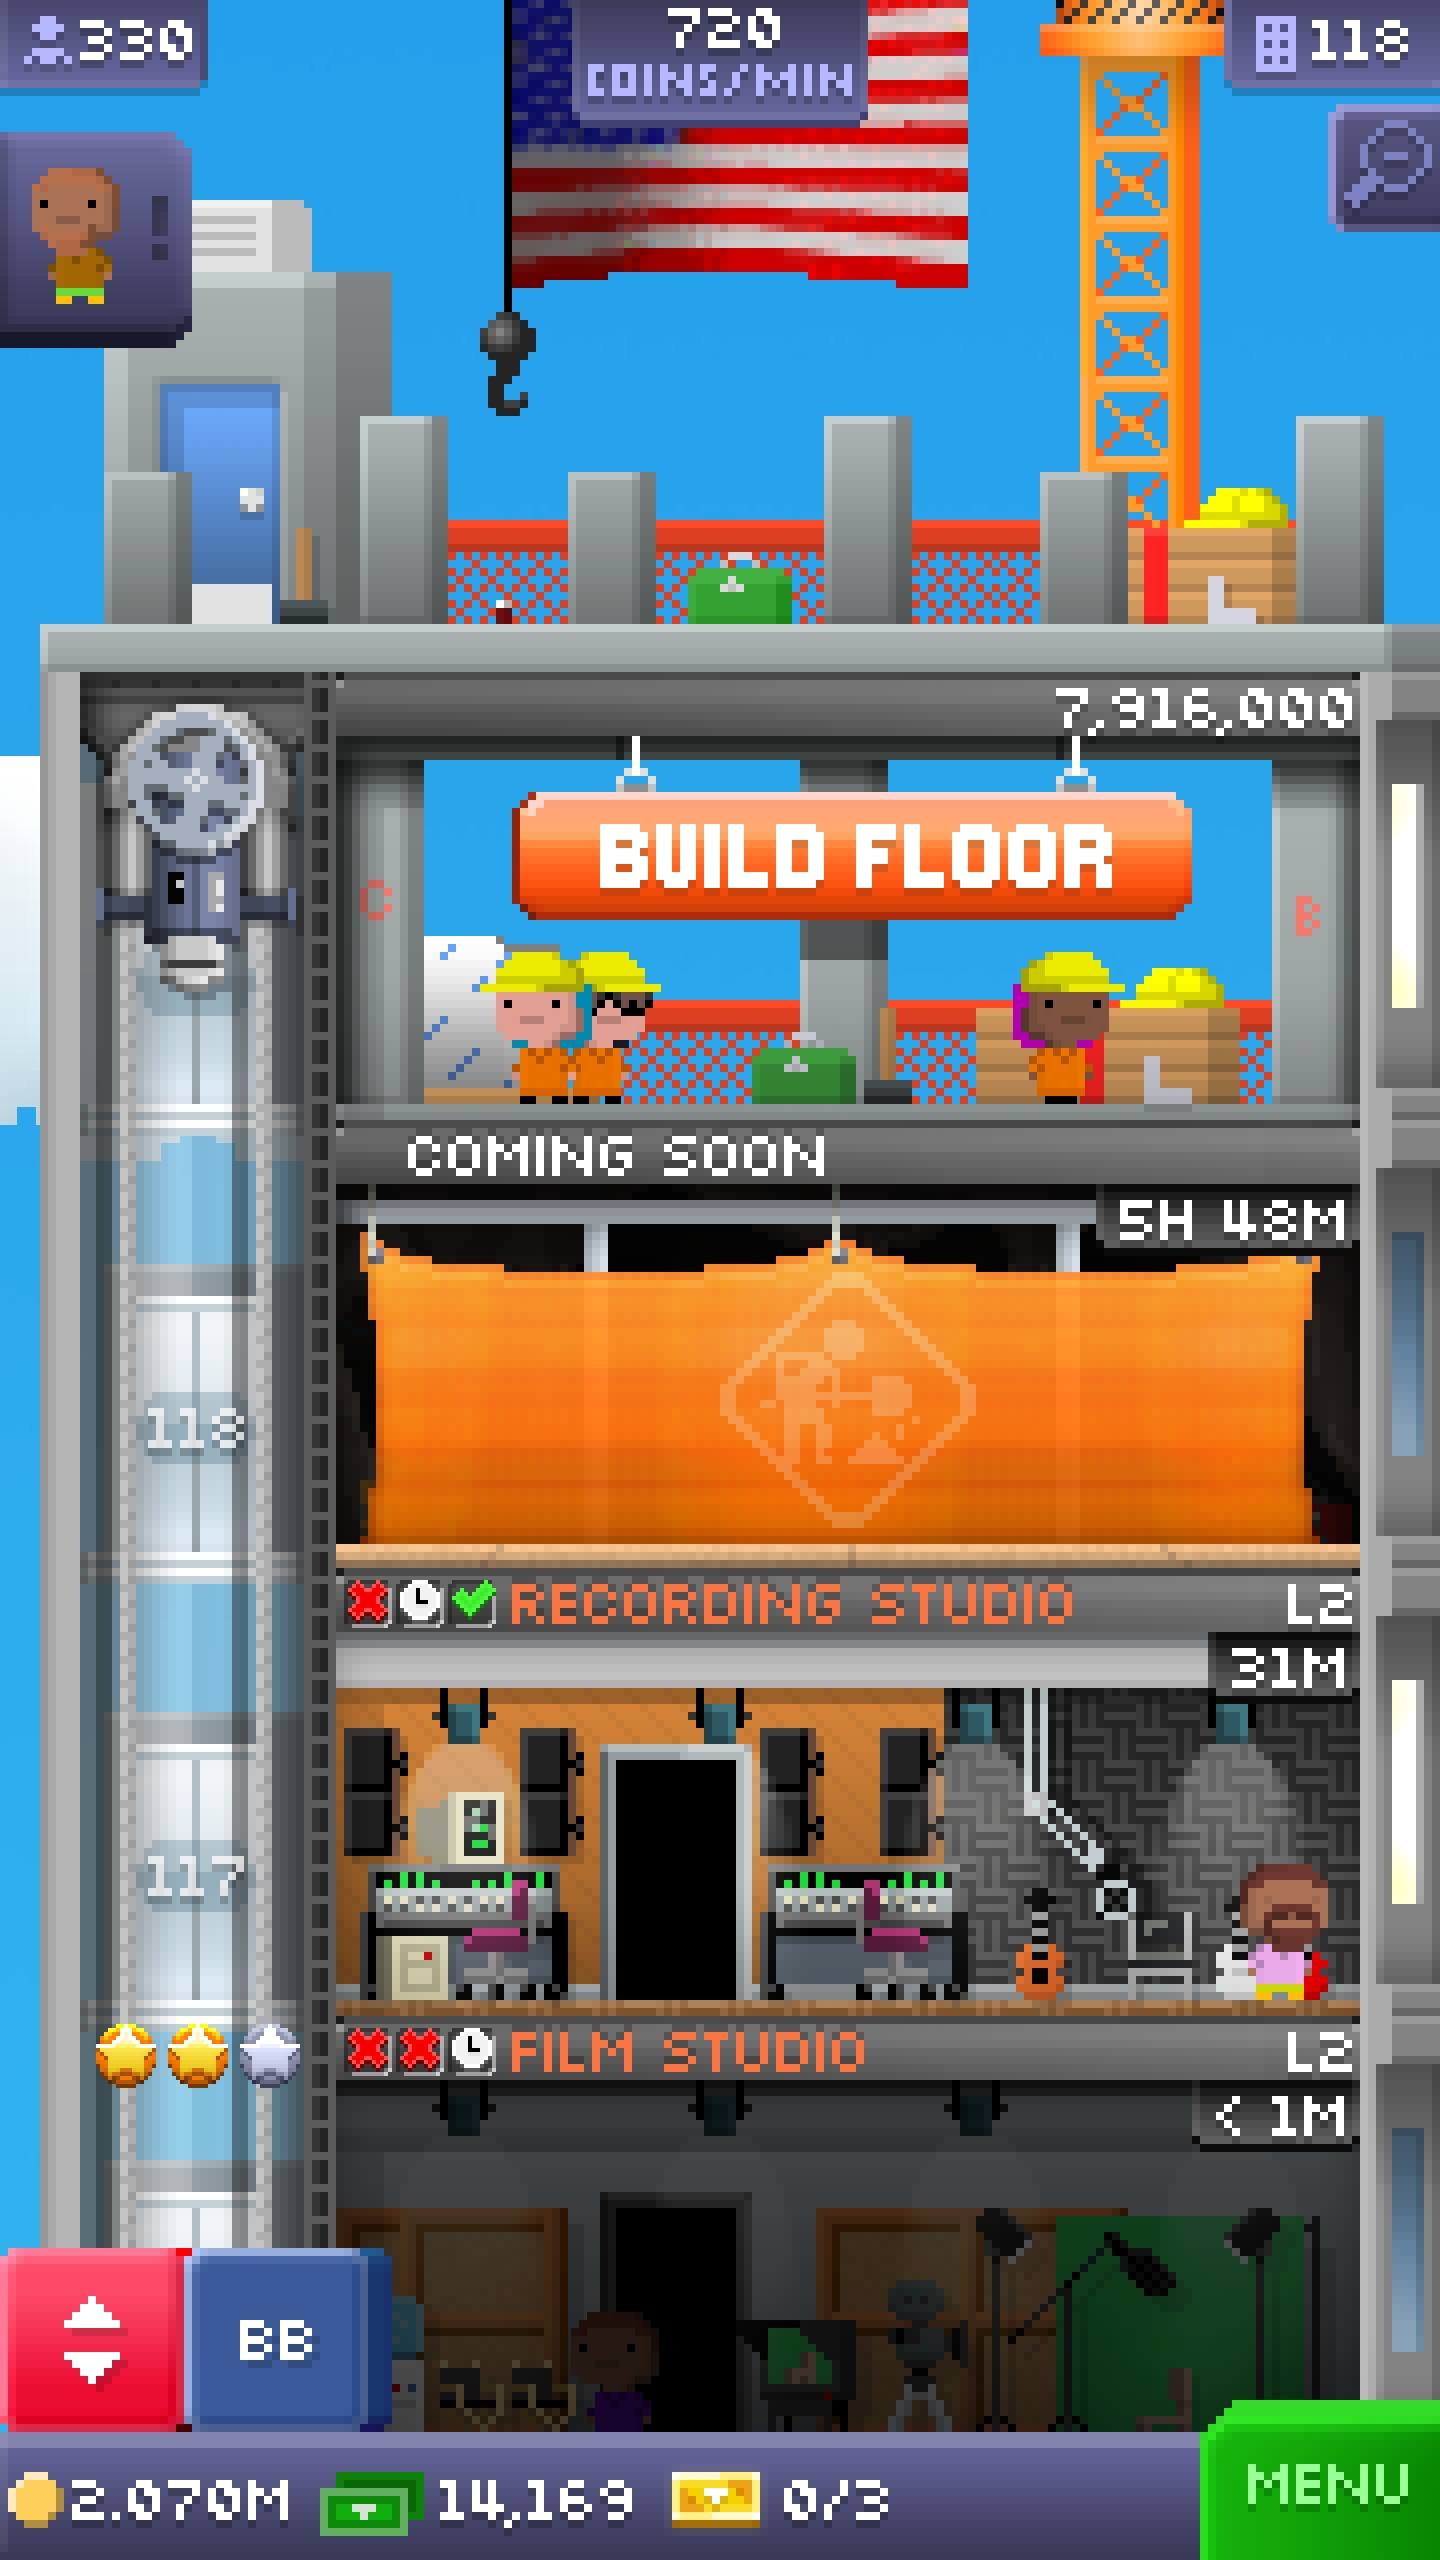 330
720
COINS/MIN
118
7,916,000
BUILD FLOOR
C
B
COMING SOON
5H 48M
118
RECORDING STUDIO L2
31M
117
FILM STUDIO L2
< 1M
BB
2.070M 14,169 0/3
MENU